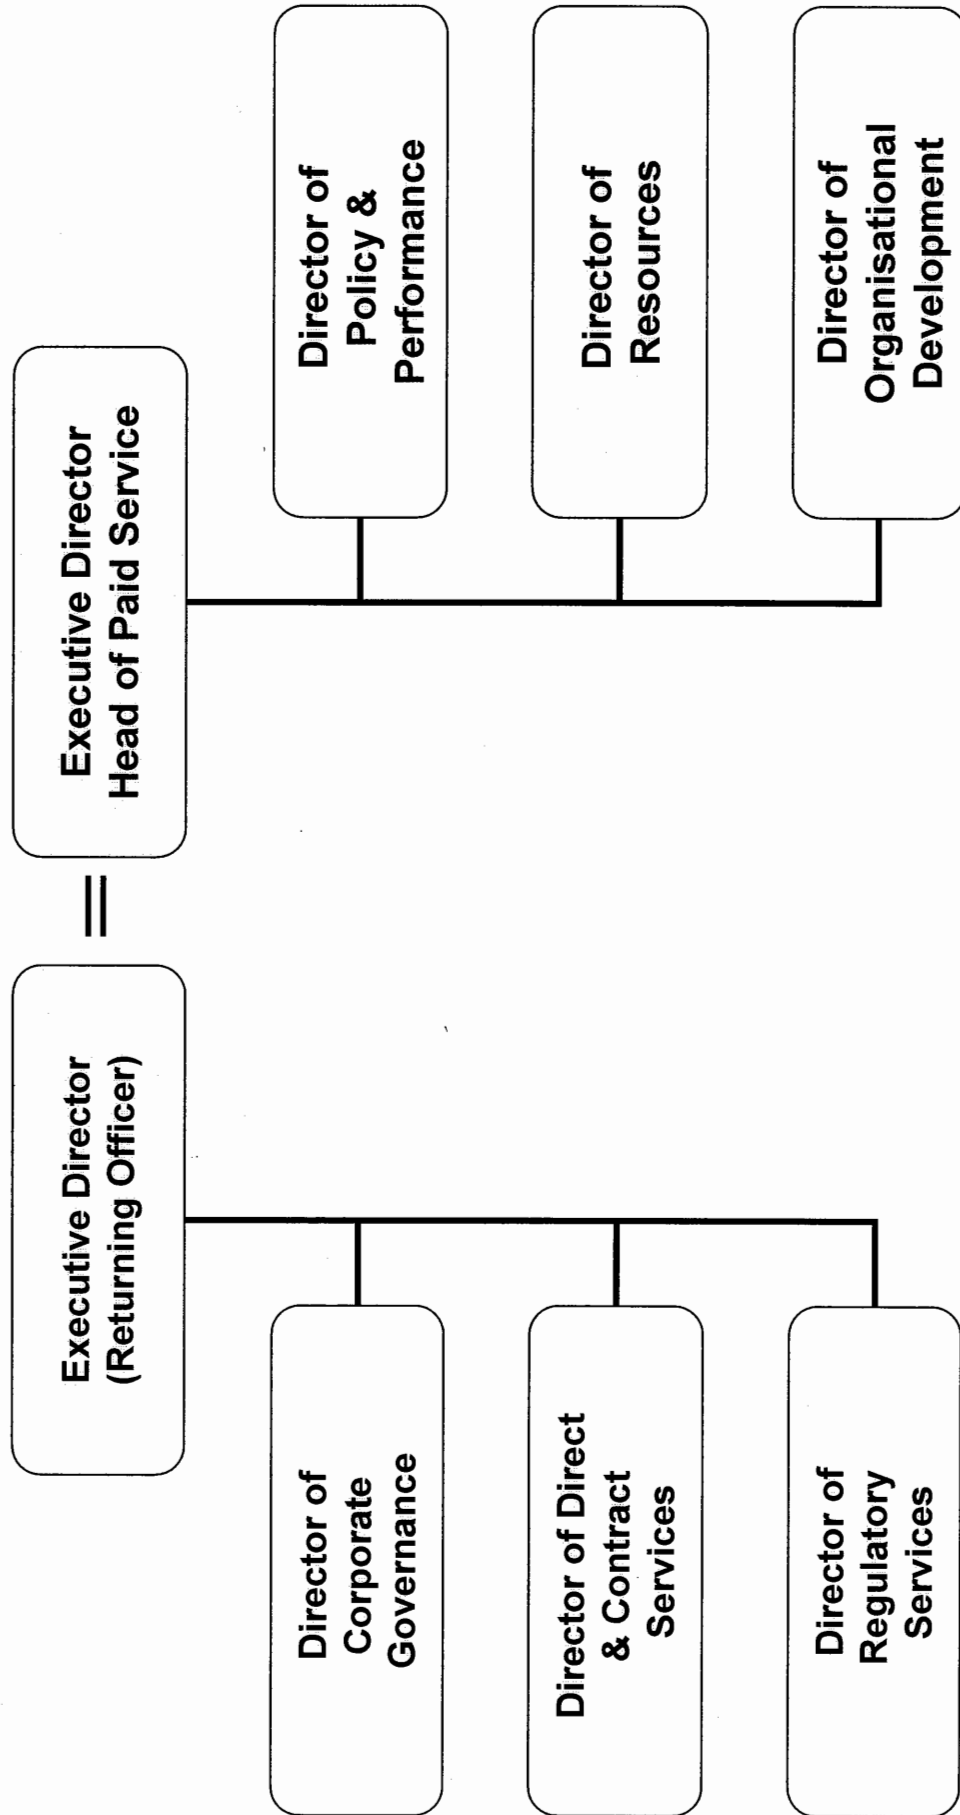 Executive Director
(Returning Officer)
Executive Director
Head of Paid Service
Director of
Corporate
Governance
Director of Direct
& Contract
Services
Director of
Regulatory
Services
Director of
Policy &
Performance
Director of
Resources
Director of
Organisational
Development